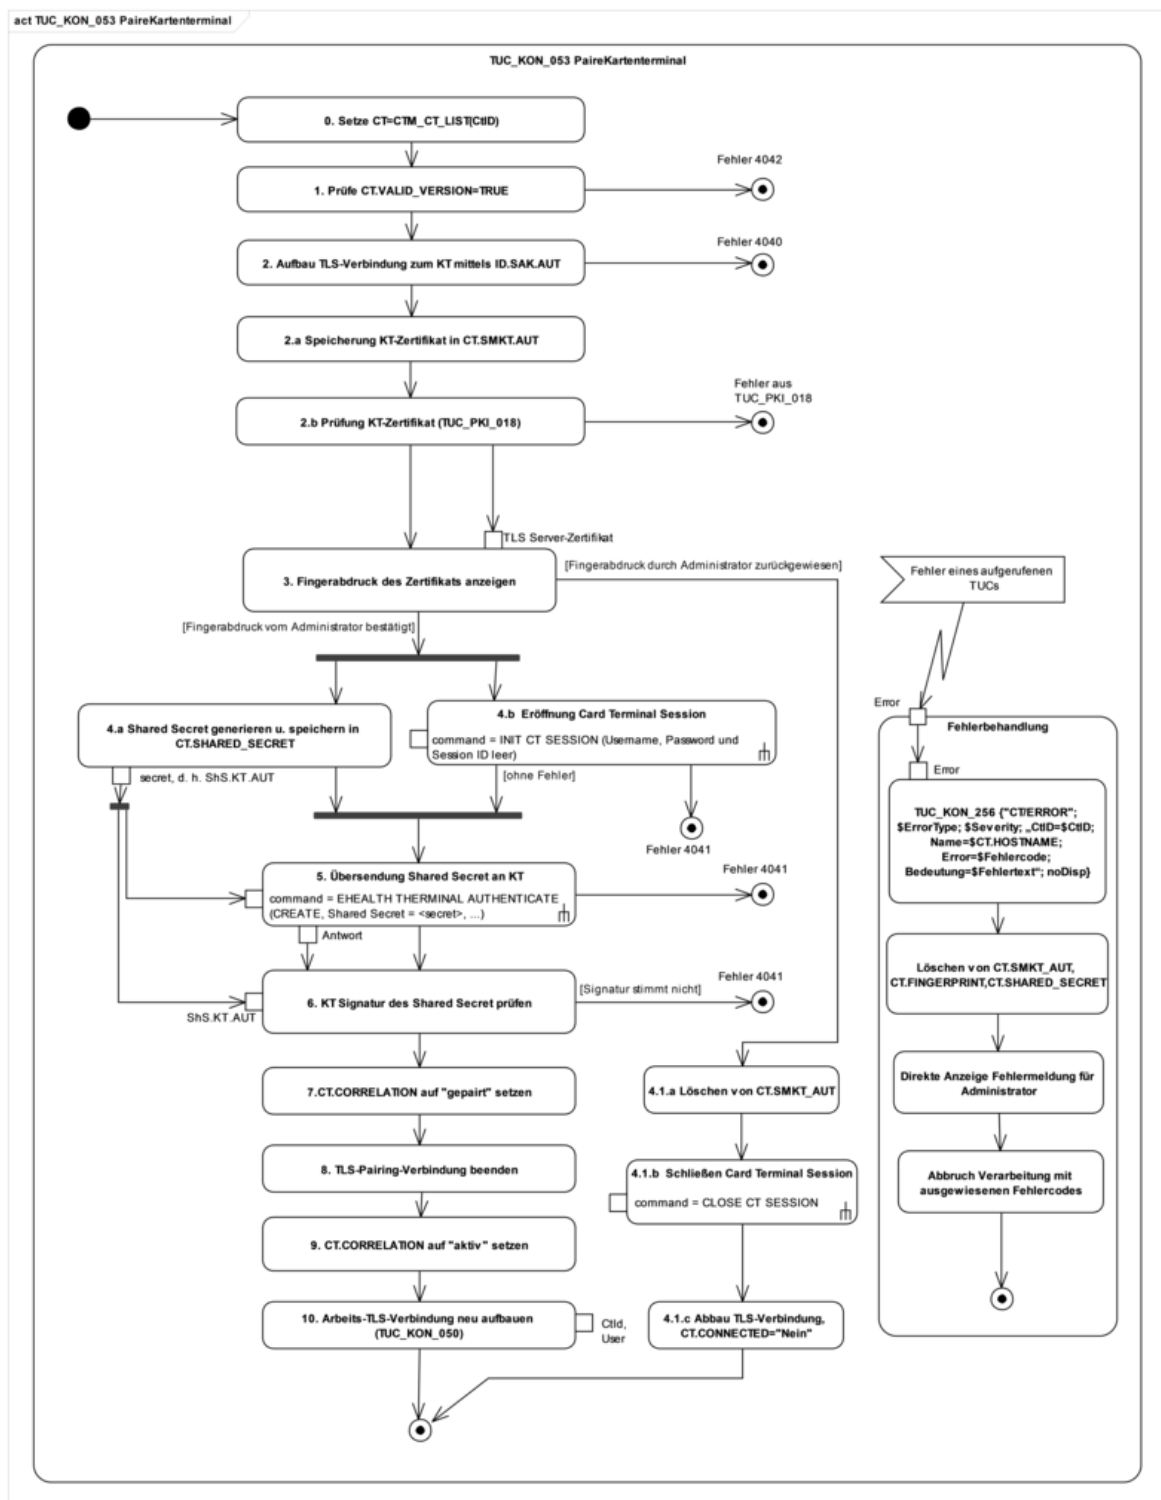 act TUC_KON_053 PaireKartenterminal
TUC_KON_053 PaireKartenterminal
0. Setze CT=CTM_CT_LIST(CtID)
Fehler 4042
1. Prüfe CT.VALID_VERSION=TRUE
Fehler 4040
2. Aufbau TLS-Verbindung zum KT mittels ID.SAK.AUT
2.a Speicherung KT-Zertifikat in CT.SMKT.AUT
Fehler aus
TUC_PKI_018
2.b Prüfung KT-Zertifikat (TUC_PKI_018)
TLS Server-Zertifikat
3. Fingerabdruck des Zertifikats anzeigen
[Fingerabdruck durch Administrator zurückgewiesen]
[Fingerabdruck vom Administrator bestätigt]
4.a Shared Secret generieren u. speichern in
CT.SHARED_SECRET
secret, d. h. ShS.KT.AUT
4.b Eröffnung Card Terminal Session
command = INIT CT SESSION (Username, Password und
Session ID leer)
[ohne Fehler]
Fehler 4041
5. Übersendung Shared Secret an KT
command = EHEALTH THERMINAL AUTHENTICATE
(CREATE, Shared Secret = <secret>, ...)
Fehler 4041
Antwort
6. KT Signatur des Shared Secret prüfen
[Signatur stimmt nicht]
Fehler 4041
ShS.KT.AUT
7.CT.CORRELATION auf "gepairt" setzen
8. TLS-Pairing-Verbindung beenden
9. CT.CORRELATION auf "aktiv" setzen
10. Arbeits-TLS-Verbindung neu aufbauen
(TUC_KON_050)
CtId,
User
4.1.a Löschen von CT.SMKT_AUT
4.1.b Schließen Card Terminal Session
command = CLOSE CT SESSION
4.1.c Abbau TLS-Verbindung,
CT.CONNECTED="Nein"
Fehler eines aufgerufenen
TUCs
Error
Fehlerbehandlung
Error
TUC_KON_256 {"CT/ERROR";
$ErrorType; $Severity; „CtID=$CtID;
Name=$CT.HOSTNAME;
Error=$Fehlercode;
Bedeutung=$Fehlertext“; noDisp}
Löschen von CT.SMKT_AUT,
CT.FINGERPRINT,CT.SHARED_SECRET
Direkte Anzeige Fehlermeldung für
Administrator
Abbruch Verarbeitung mit
ausgewiesenen Fehlercodes